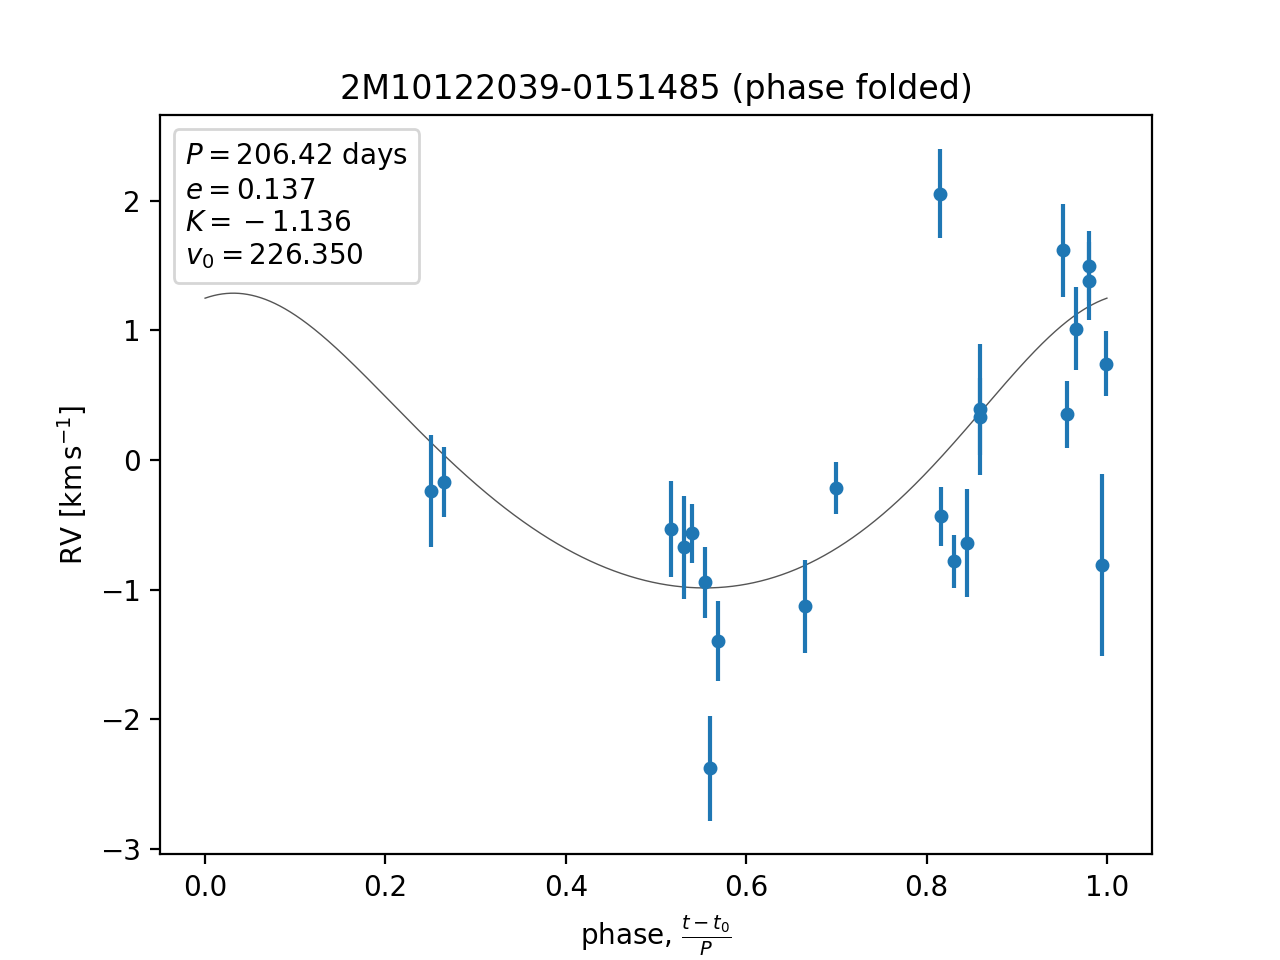 2M10122039-0151485 (phase folded)
P = 206.42 days
e = 0.137
K = −1.136
v₀ = 226.350
2
1
0
−1
−2
−3
RV [km s⁻¹]
0.0 0.2 0.4 0.6 0.8 1.0
phase, (t − t₀)/P